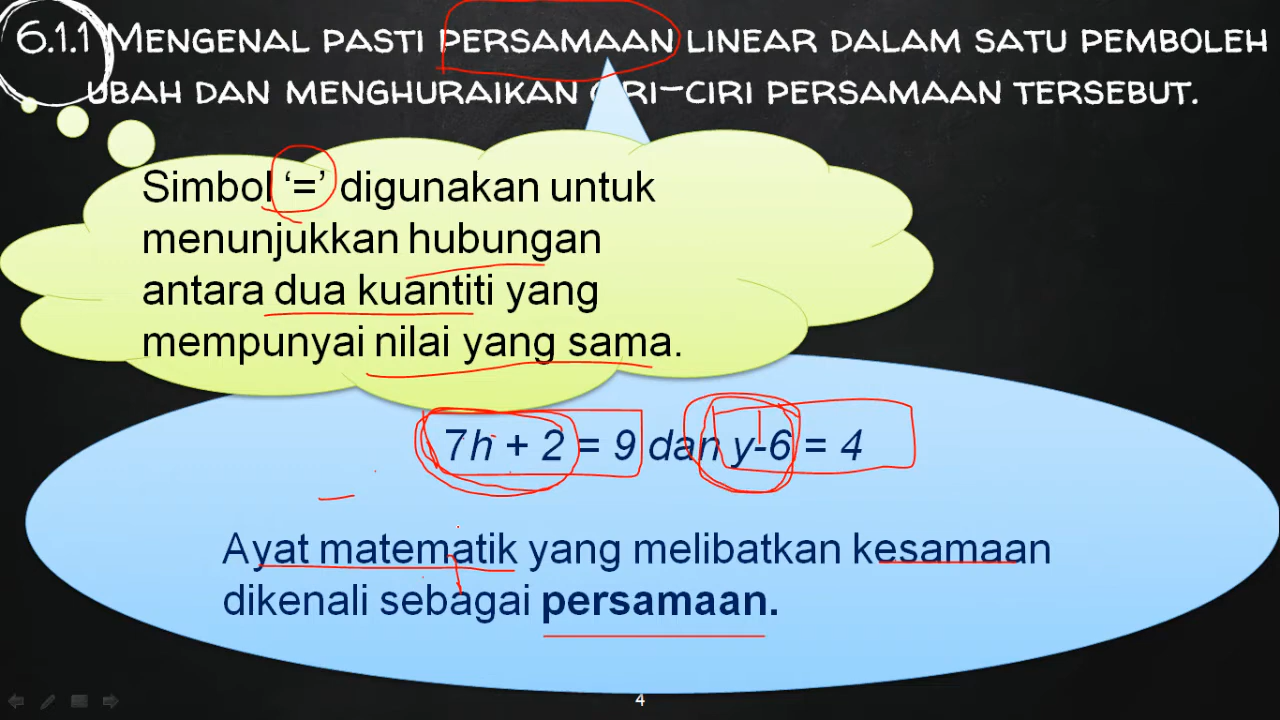 6.1.1 MENGENAL PASTI PERSAMAAN LINEAR DALAM SATU PEMBOLEH
UBAH DAN MENGHURAIKAN CIRI-CIRI PERSAMAAN TERSEBUT.
Simbol ‘=’ digunakan untuk
menunjukkan hubungan
antara dua kuantiti yang
mempunyai nilai yang sama.
7h + 2 = 9 dan y-6 = 4
Ayat matematik yang melibatkan kesamaan
dikenali sebagai persamaan.
4